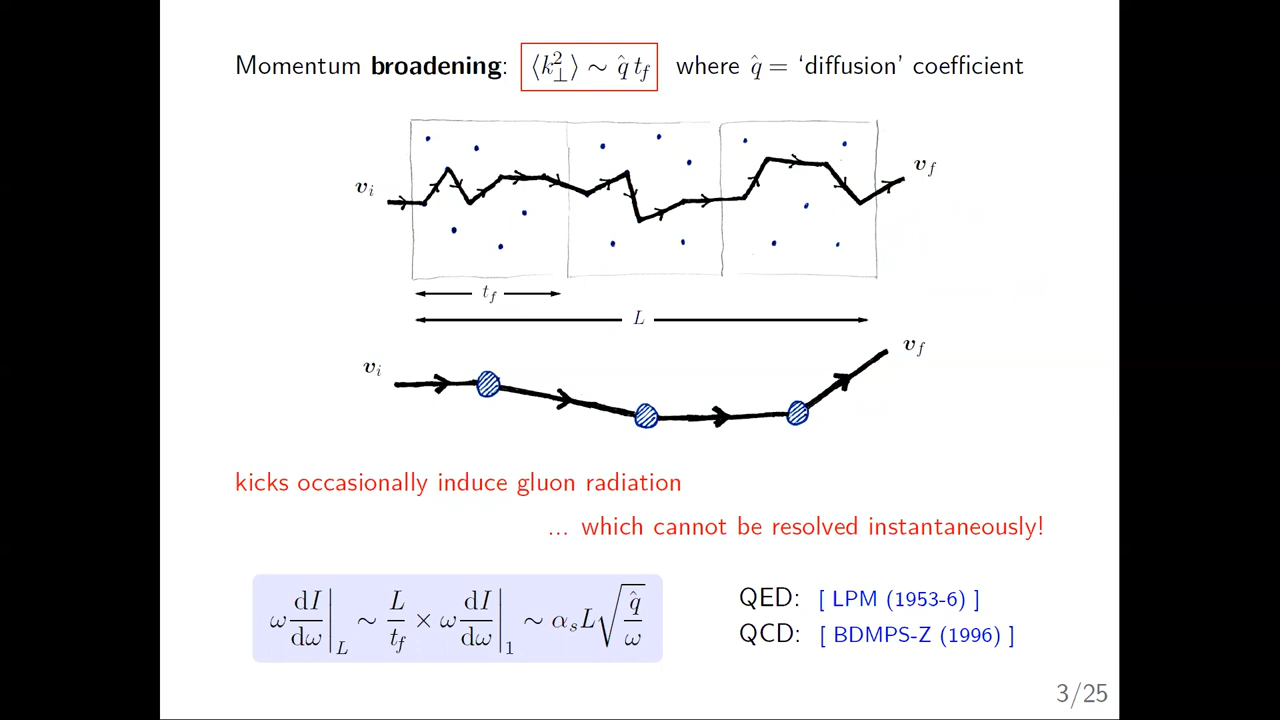 Momentum broadening: ⟨k⊥²⟩ ∼ q̂ t_f where q̂ = ‘diffusion’ coefficient
v_i
v_f
t_f
L
v_i
v_f
kicks occasionally induce gluon radiation
... which cannot be resolved instantaneously!
ω dI/dω |_L ∼ L/t_f × ω dI/dω |_1 ∼ α_s L √(q̂/ω)
QED: [ LPM (1953-6) ]
QCD: [ BDMPS-Z (1996) ]
3/25